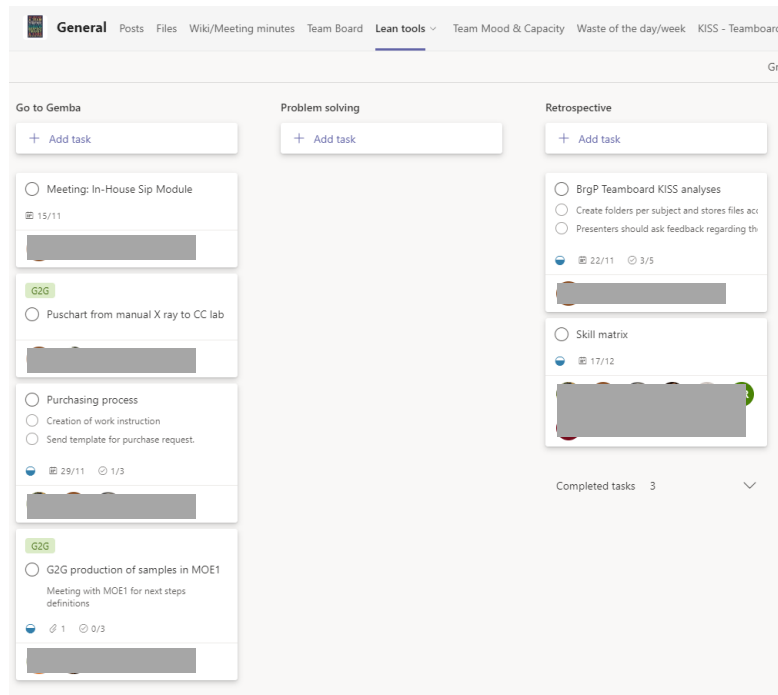 General Posts Files Wiki/Meeting minutes Team Board Lean tools Team Mood & Capacity Waste of the day/week KISS - Teamboard
Gr
Go to Gemba
+ Add task
Meeting: In-House Sip Module
15/11
G2G
Puschart from manual X ray to CC lab
Purchasing process
Creation of work instruction
Send template for purchase request.
29/11 1/3
G2G
G2G production of samples in MOE1
Meeting with MOE1 for next steps
definitions
1 0/3
Problem solving
+ Add task
Retrospective
+ Add task
BrgP Teamboard KISS analyses
Create folders per subject and stores files acc
Presenters should ask feedback regarding the
22/11 3/5
Skill matrix
17/12
Completed tasks 3